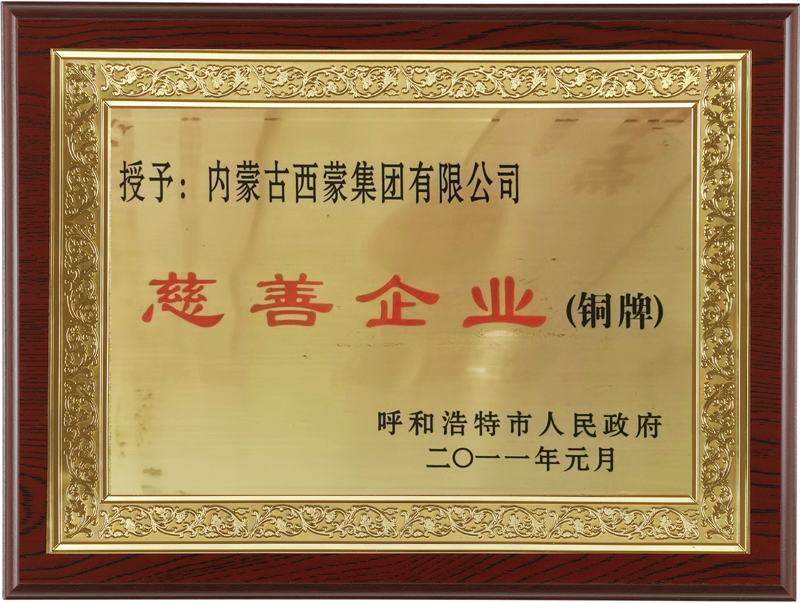 授予：内蒙古西蒙集团有限公司
慈善企业(铜牌)
呼和浩特市人民政府
二〇一一年元月